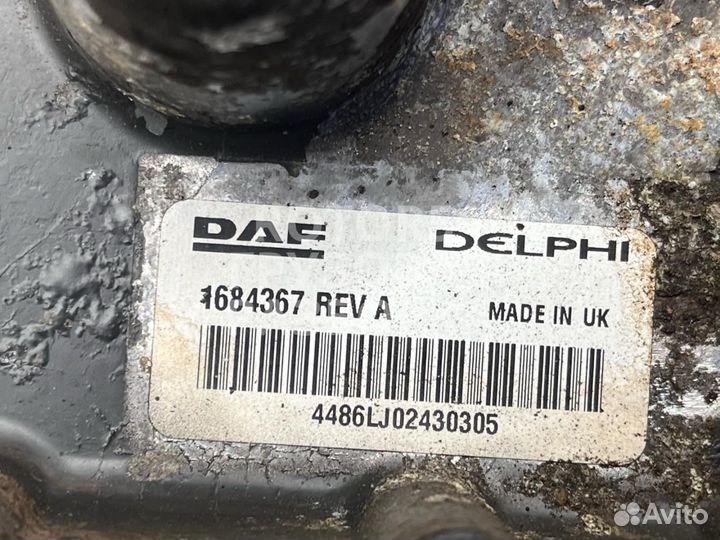 DAF DELPHI
1684367 REV A MADE IN UK
4486LJ02430305
Avito